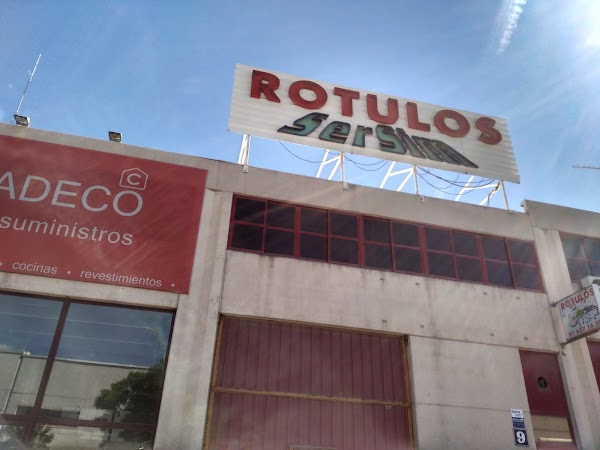 ROTULOS
SerSim
ADECO
C
suministros
• cocinas • revestimientos •
ROTULOS
9